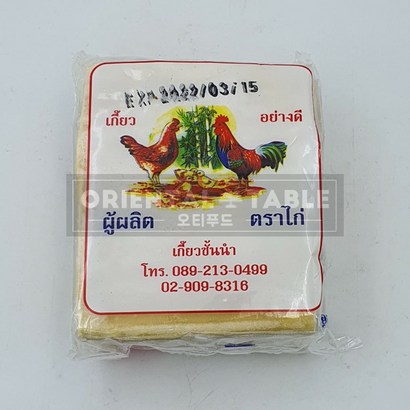 EXP 2022/03/15
เกี๊ยว อย่างดี
ORIENTAL TABLE
오티푸드
ผู้ผลิต ตราไก่
เกี๊ยวชั้นนำ
โทร. 089-213-0499
02-909-8316